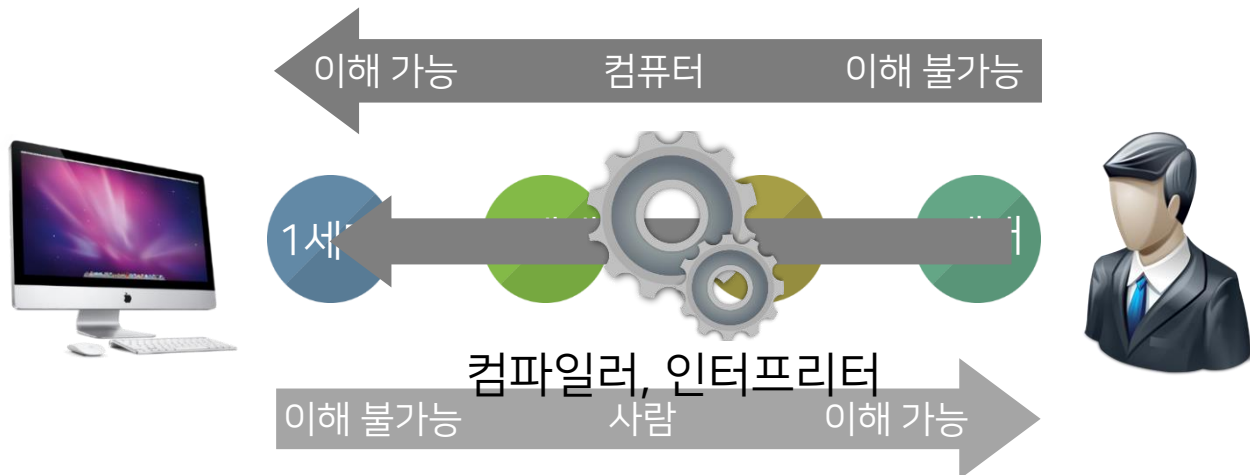 이해 가능 컴퓨터 이해 불가능
1세
컴파일러, 인터프리터
이해 불가능 사람 이해 가능